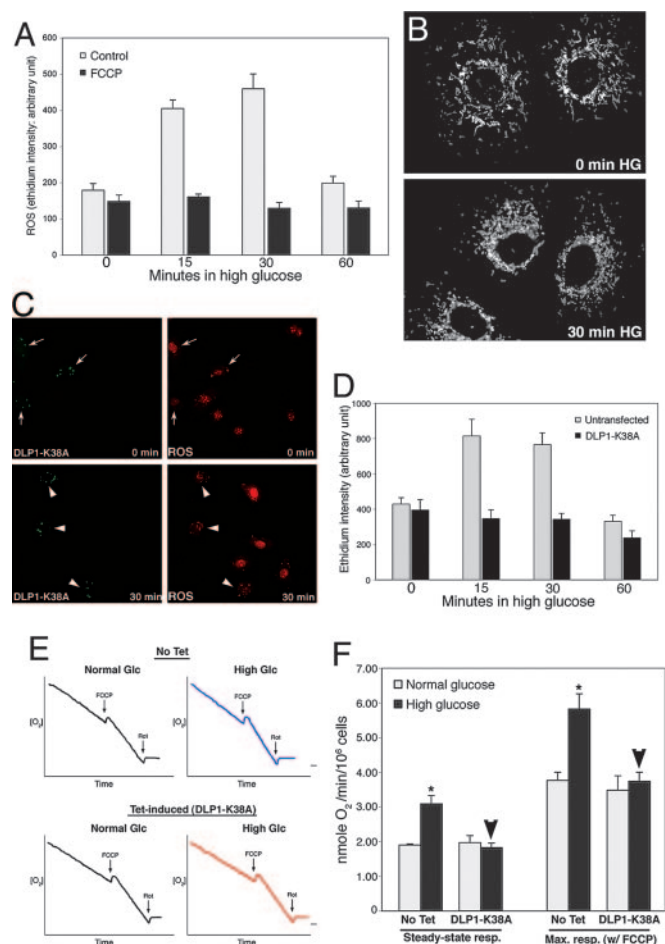 A
Control
FCCP
ROS (ethidium intensity: arbitrary unit)
600
500
400
300
200
100
0
0
15
30
60
Minutes in high glucose
B
0 min HG
30 min HG
C
DLP1-K38A
0 min
ROS
0 min
DLP1-K38A
30 min
ROS
30 min
D
Untransfected
DLP1-K38A
Ethidium intensity (arbitrary unit)
1000
800
600
400
200
0
0
15
30
60
Minutes in high glucose
E
No Tet
Normal Glc
High Glc
FCCP
Rot
FCCP
Rot
[O₂]
Time
Time
Tet-induced (DLP1-K38A)
Normal Glc
High Glc
FCCP
Rot
FCCP
Rot
[O₂]
Time
Time
F
Normal glucose
High glucose
nmole O₂/min/10⁶ cells
7.00
6.00
5.00
4.00
3.00
2.00
1.00
0
*
*
No Tet
DLP1-K38A
No Tet
DLP1-K38A
Steady-state resp.
Max. resp. (w/ FCCP)